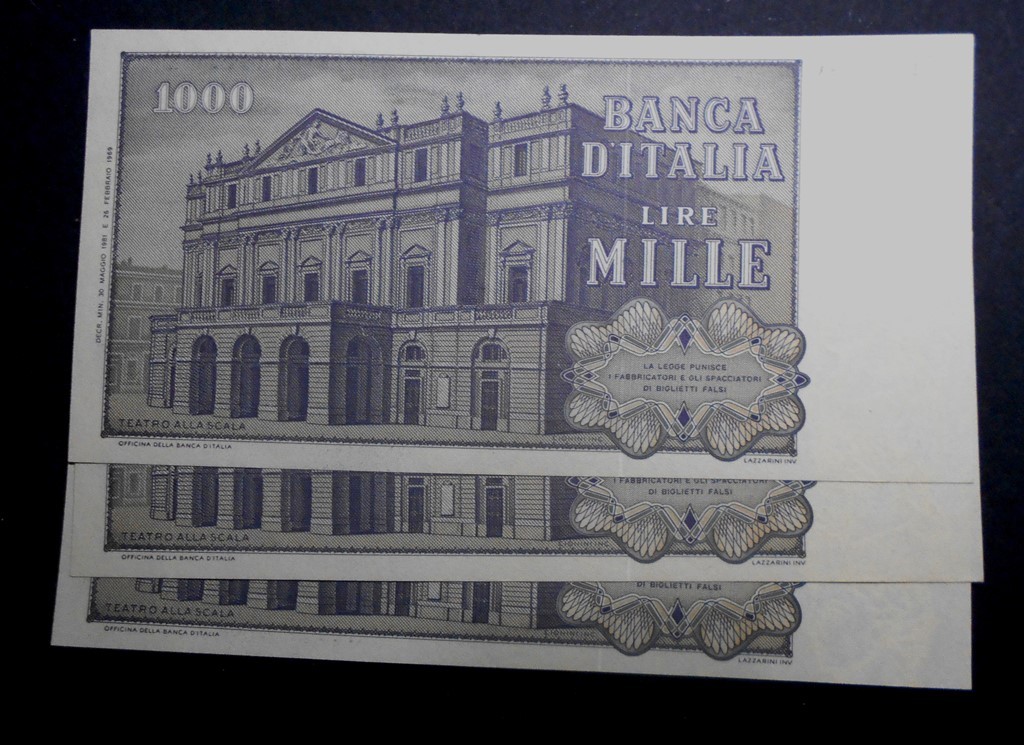 1000
BANCA
D'ITALIA
LIRE
MILLE
DECR. MIN. 30 MAGGIO 1981 E 25 FEBBRAIO 1969
LA LEGGE PUNISCE
I FABBRICATORI E GLI SPACCIATORI
DI BIGLIETTI FALSI
TEATRO ALLA SCALA
OFFICINA DELLA BANCA D'ITALIA
LAZZARINI INV
I FABBRICATORI E GLI SPACCIATORI
DI BIGLIETTI FALSI
TEATRO ALLA SCALA
OFFICINA DELLA BANCA D'ITALIA
LAZZARINI INV
DI BIGLIETTI FALSI
TEATRO ALLA SCALA
OFFICINA DELLA BANCA D'ITALIA
LAZZARINI INV